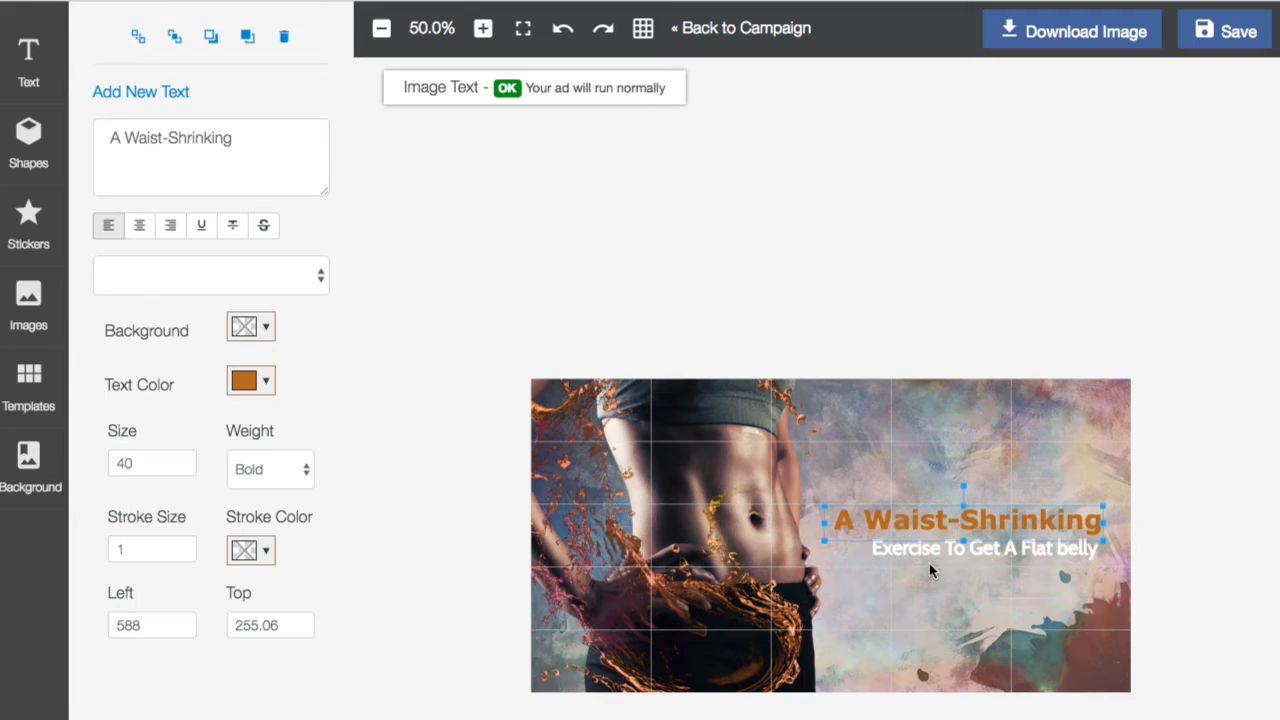 Text
Shapes
Stickers
Images
Templates
Background
Add New Text
A Waist-Shrinking
Background
Text Color
Size
Weight
40
Bold
Stroke Size
Stroke Color
1
Left
Top
588
255.06
50.0%
« Back to Campaign
Download Image
Save
Image Text - OK Your ad will run normally
A Waist-Shrinking
Exercise To Get A Flat belly